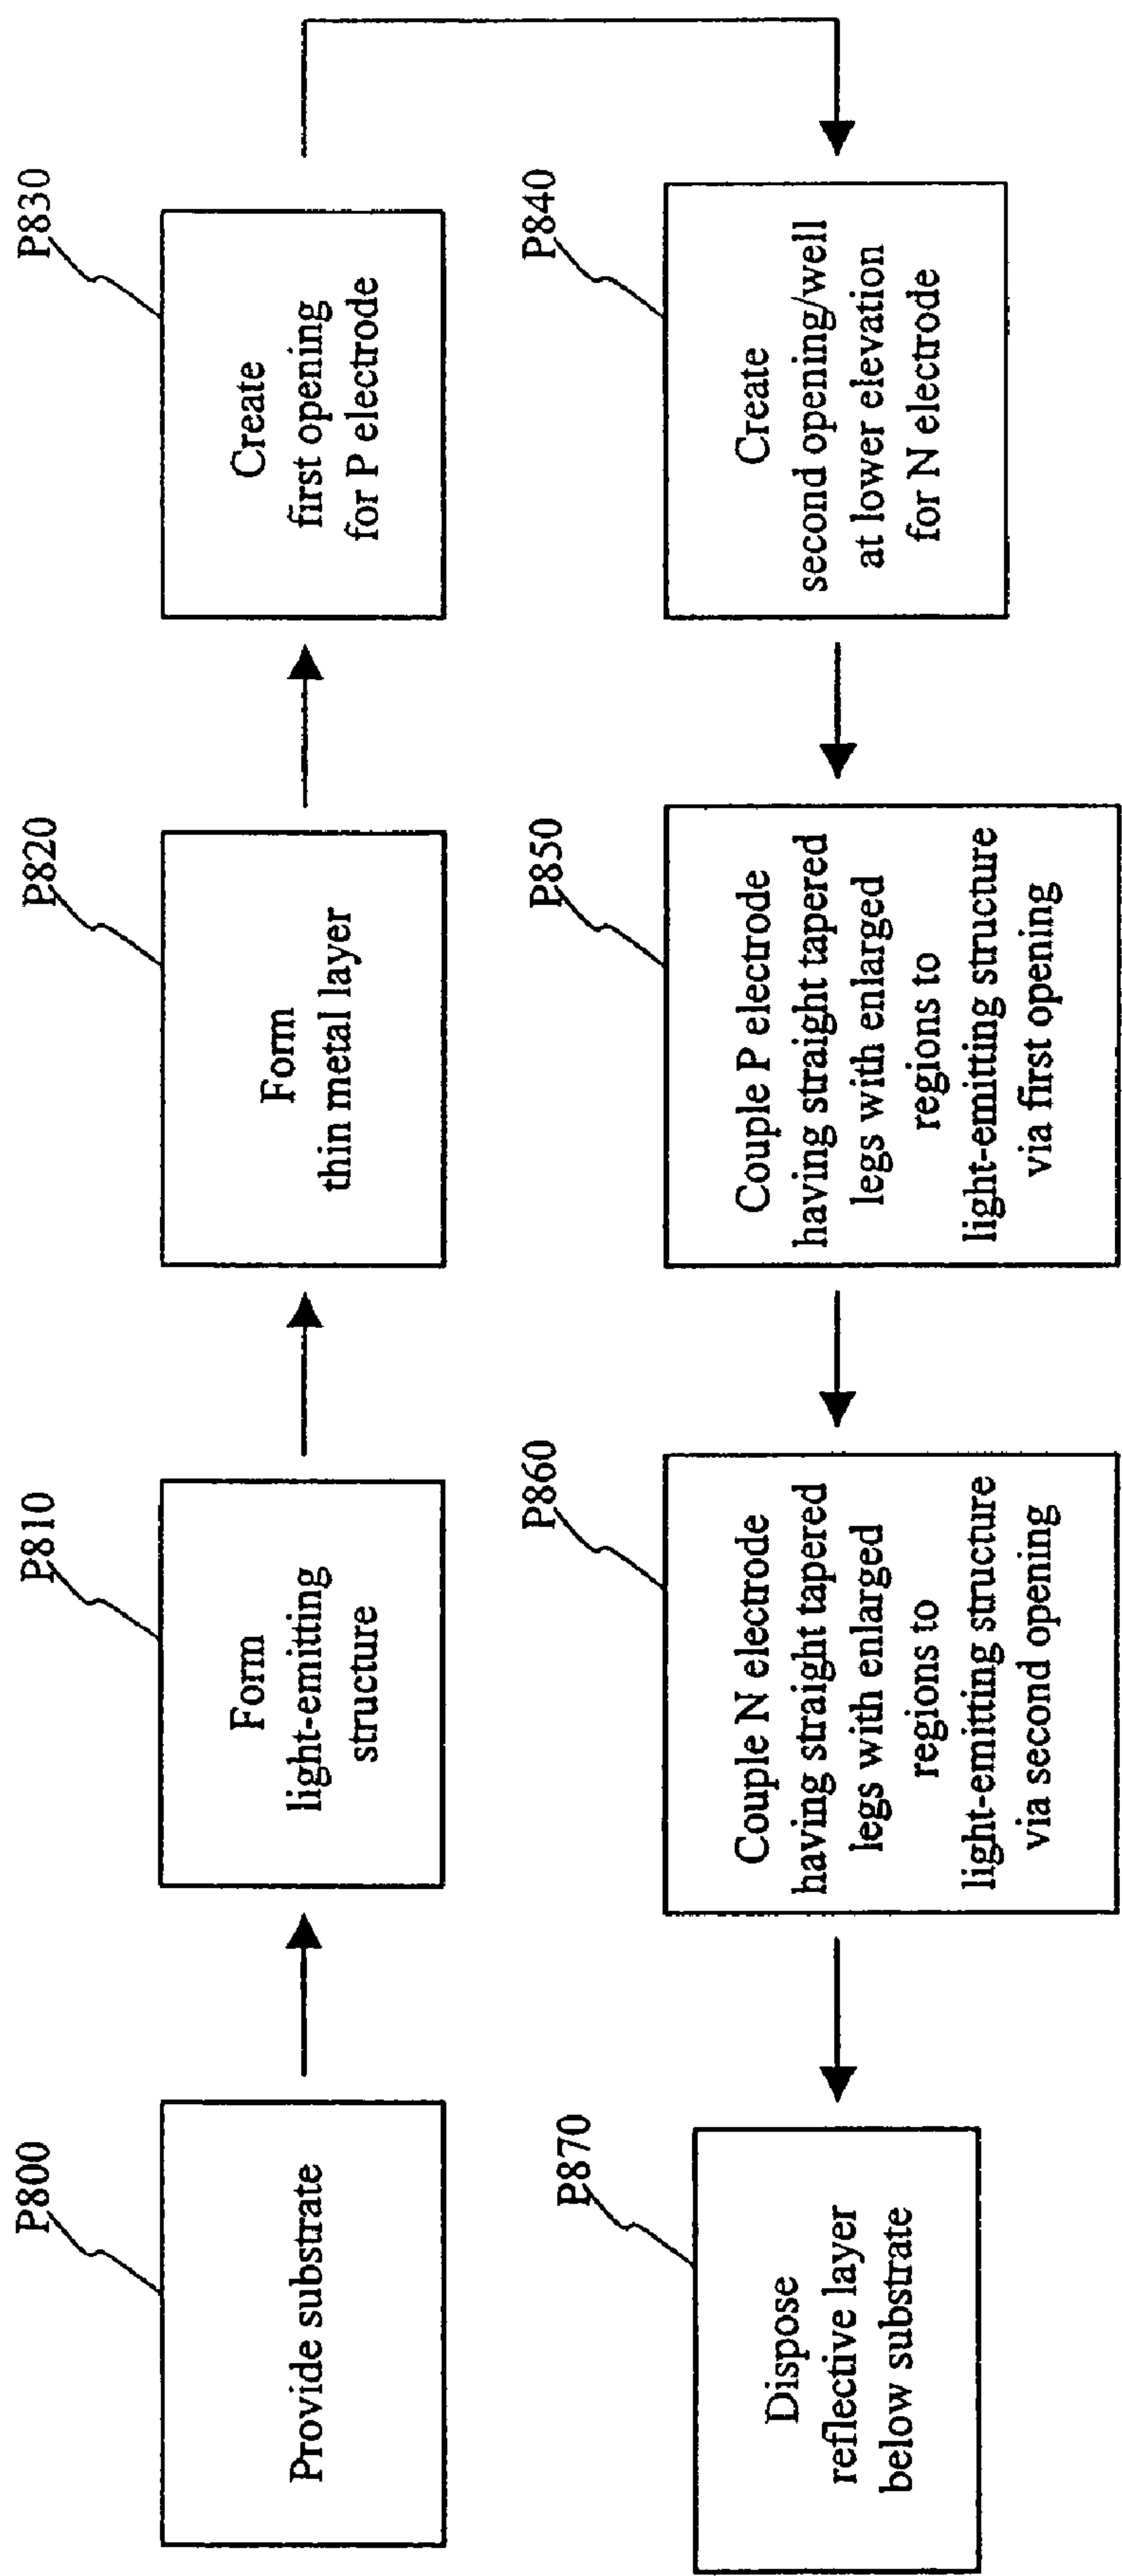 P800
Provide substrate
P810
Form
light-emitting
structure
P820
Form
thin metal layer
P830
Create
first opening
for P electrode
P840
Create
second opening/well
at lower elevation
for N electrode
P850
Couple P electrode
having straight tapered
legs with enlarged
regions to
light-emitting structure
via first opening
P860
Couple N electrode
having straight tapered
legs with enlarged
regions to
light-emitting structure
via second opening
P870
Dispose
reflective layer
below substrate